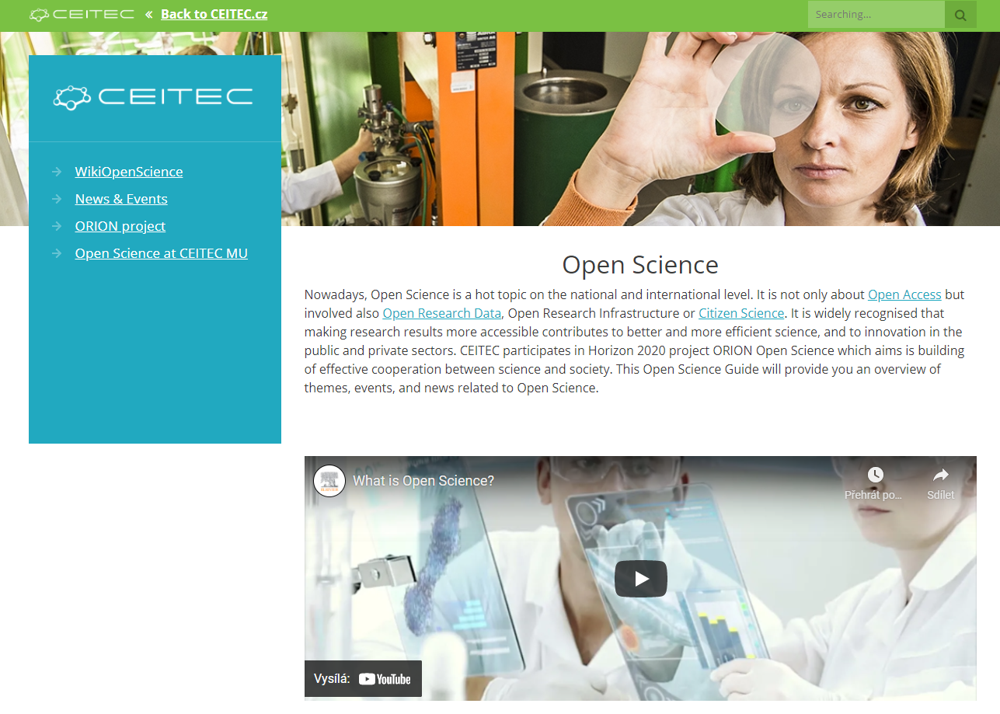 CEITEC « Back to CEITEC.cz
Searching...
CEITEC
WikiOpenScience
News & Events
ORION project
Open Science at CEITEC MU
Open Science
Nowadays, Open Science is a hot topic on the national and international level. It is not only about Open Access but
involved also Open Research Data, Open Research Infrastructure or Citizen Science. It is widely recognised that
making research results more accessible contributes to better and more efficient science, and to innovation in the
public and private sectors. CEITEC participates in Horizon 2020 project ORION Open Science which aims is building
of effective cooperation between science and society. This Open Science Guide will provide you an overview of
themes, events, and news related to Open Science.
What is Open Science?
Přehrát po...
Sdílet
Vysílá: YouTube